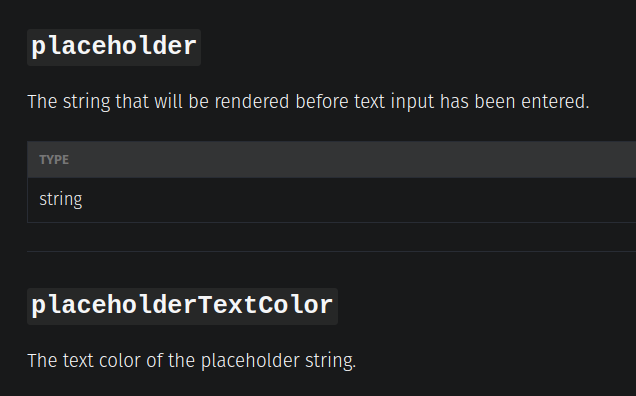 placeholder
The string that will be rendered before text input has been entered.
TYPE
string
placeholderTextColor
The text color of the placeholder string.